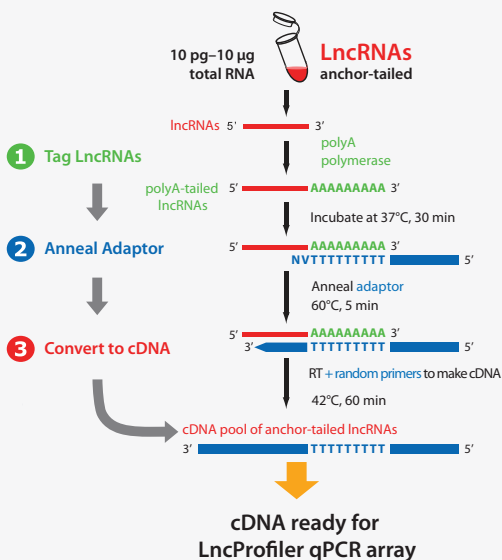 10 pg–10 µg
total RNA
LncRNAs
anchor-tailed
lncRNAs 5' 3'
1 Tag LncRNAs
polyA
polymerase
polyA-tailed
lncRNAs
5' AAAAAAAAA 3'
Incubate at 37°C, 30 min
2 Anneal Adaptor
5' AAAAAAAAA 3'
NVTTTTTTTTT 5'
Anneal adaptor
60°C, 5 min
3 Convert to cDNA
5' AAAAAAAAA 3'
3' TTTTTTTTT 5'
RT + random primers to make cDNA
42°C, 60 min
cDNA pool of anchor-tailed lncRNAs
3' TTTTTTTTT 5'
cDNA ready for
LncProfiler qPCR array